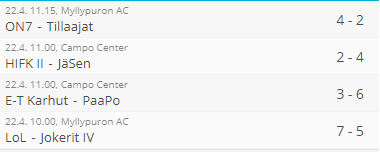 22.4. 11.15, Myllypuron AC
ON7 - Tillaajat
4 - 2
22.4. 11.00, Campo Center
HIFK II - JäSen
2 - 4
22.4. 11.00, Campo Center
E-T Karhut - PaaPo
3 - 6
22.4. 10.00, Myllypuron AC
LoL - Jokerit IV
7 - 5